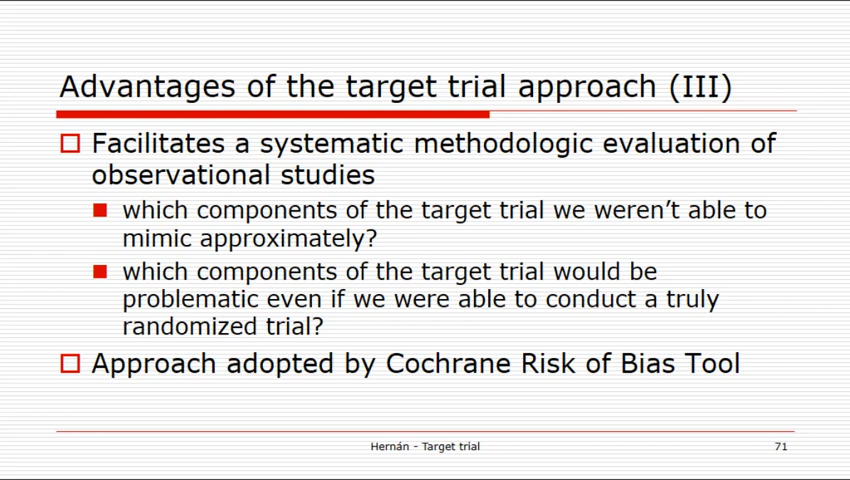 Advantages of the target trial approach (III)
Facilitates a systematic methodologic evaluation of
observational studies
which components of the target trial we weren’t able to
mimic approximately?
which components of the target trial would be
problematic even if we were able to conduct a truly
randomized trial?
Approach adopted by Cochrane Risk of Bias Tool
Hernán - Target trial
71